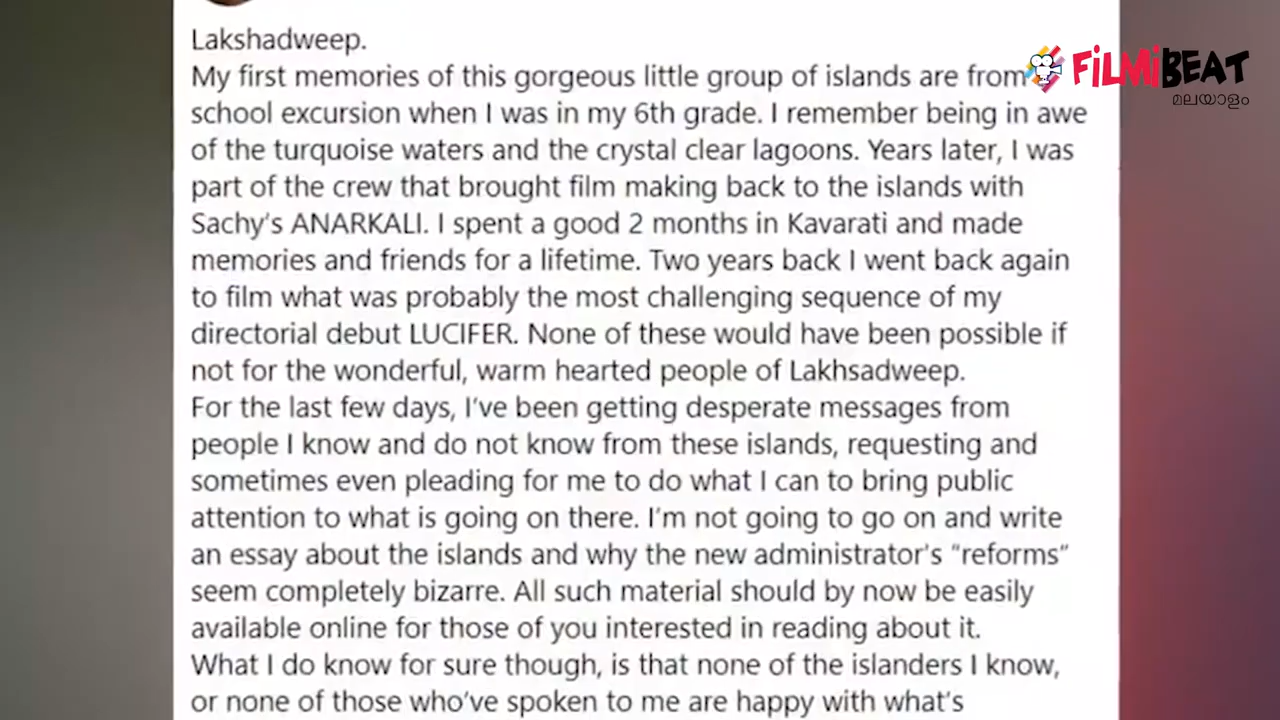 Lakshadweep.
My first memories of this gorgeous little group of islands are from
school excursion when I was in my 6th grade. I remember being in awe
of the turquoise waters and the crystal clear lagoons. Years later, I was
part of the crew that brought film making back to the islands with
Sachy's ANARKALI. I spent a good 2 months in Kavarati and made
memories and friends for a lifetime. Two years back I went back again
to film what was probably the most challenging sequence of my
directorial debut LUCIFER. None of these would have been possible if
not for the wonderful, warm hearted people of Lakhsadweep.
For the last few days, I've been getting desperate messages from
people I know and do not know from these islands, requesting and
sometimes even pleading for me to do what I can to bring public
attention to what is going on there. I'm not going to go on and write
an essay about the islands and why the new administrator's "reforms"
seem completely bizarre. All such material should by now be easily
available online for those of you interested in reading about it.
What I do know for sure though, is that none of the islanders I know,
or none of those who've spoken to me are happy with what's
FiLMiBEAT
മലയാളം